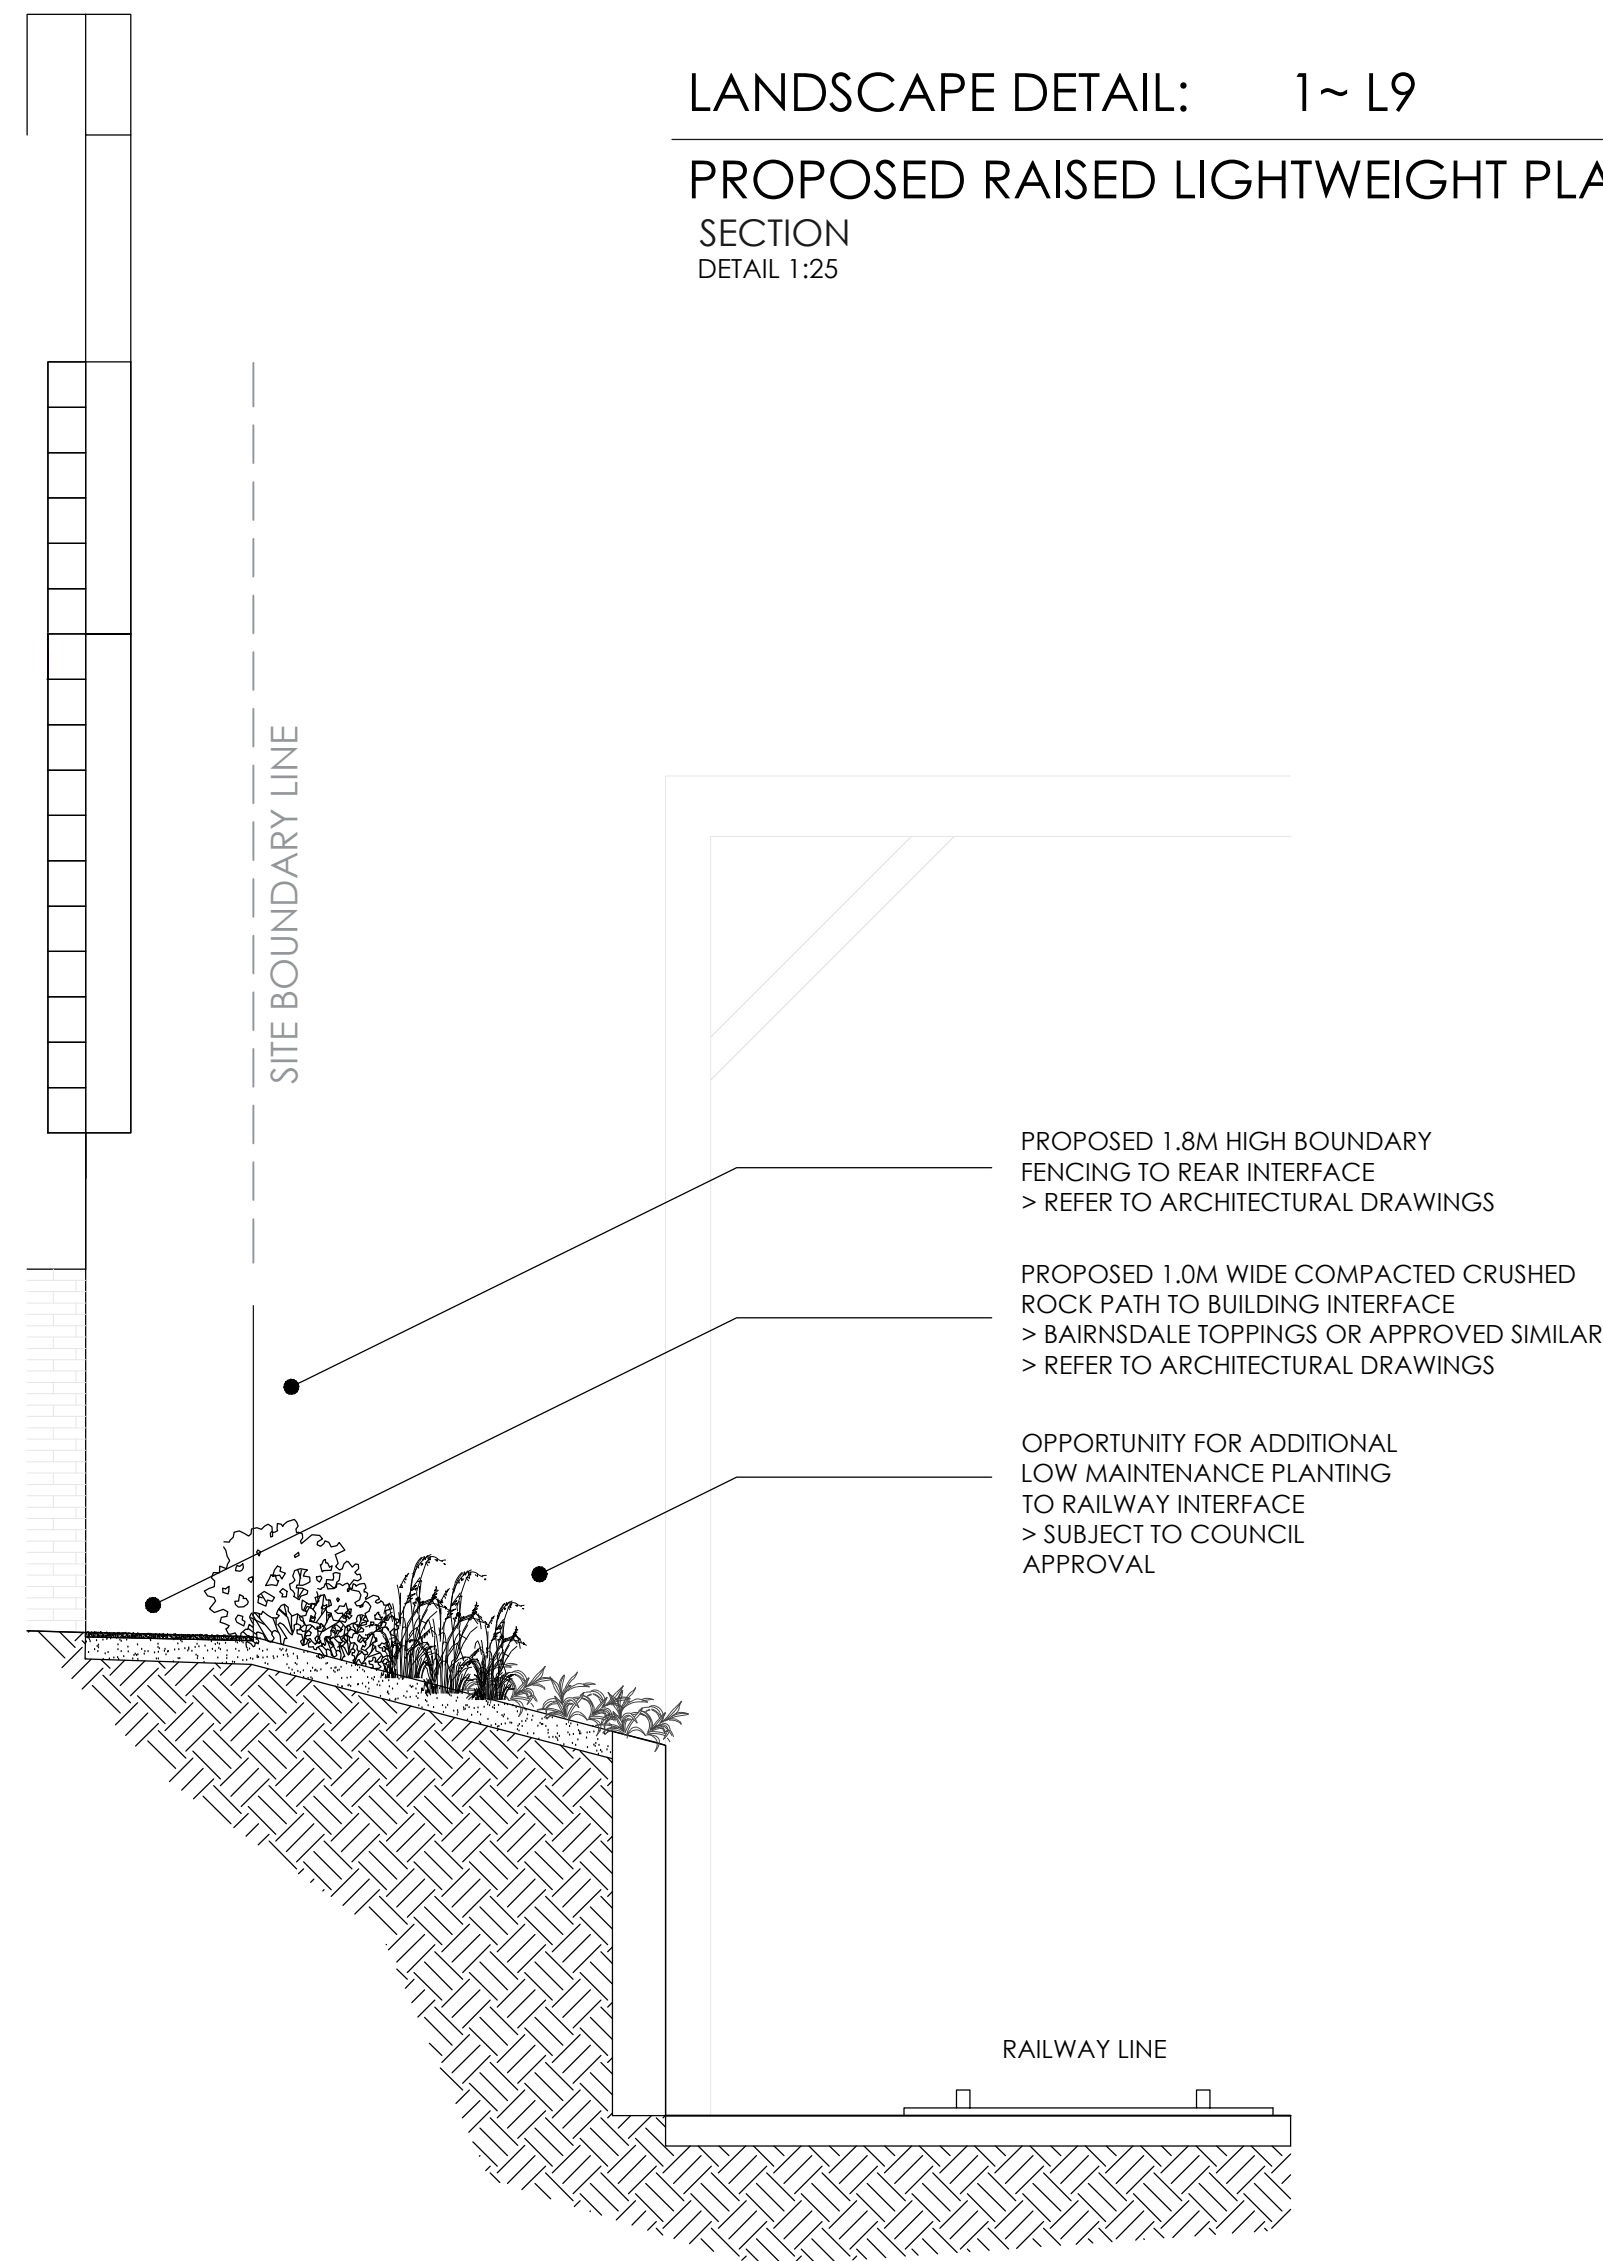 LANDSCAPE DETAIL: 1~ L9
PROPOSED RAISED LIGHTWEIGHT
SECTION
DETAIL 1:25
SITE BOUNDARY LINE
PROPOSED 1.8M HIGH BOUNDARY
FENCING TO REAR INTERFACE
> REFER TO ARCHITECTURAL DRAWINGS
PROPOSED 1.0M WIDE COMPACTED CRUSHED
ROCK PATH TO BUILDING INTERFACE
> BAIRNSDALE TOPPINGS OR APPROVED SIMILAR
> REFER TO ARCHITECTURAL DRAWINGS
OPPORTUNITY FOR ADDITIONAL
LOW MAINTENANCE PLANTING
TO RAILWAY INTERFACE
> SUBJECT TO COUNCIL
APPROVAL
RAILWAY LINE